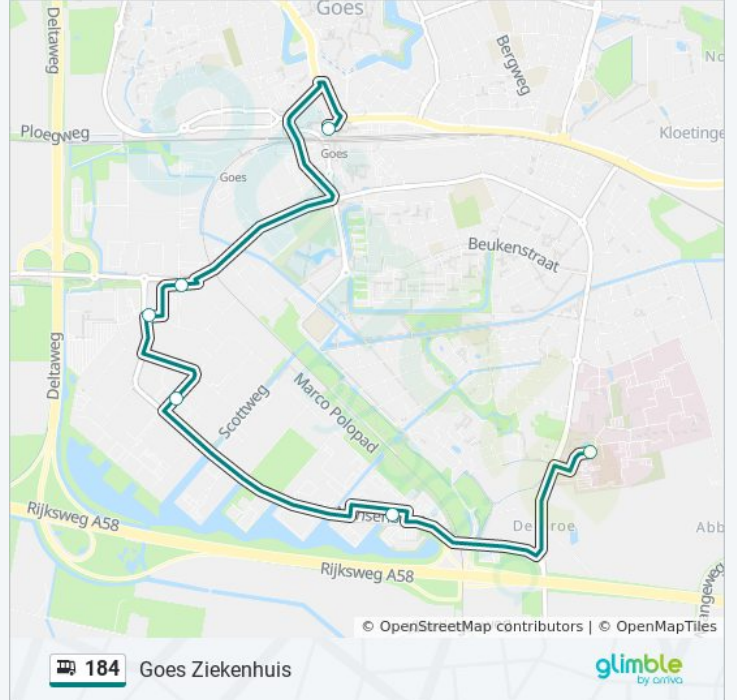 Goes
Deltaweg
Bergweg
Ploegweg
Kloetinge
Goes
Goes
Beukenstraat
Deltaweg
Scottweg
Marco Polopad
Rijksweg A58
Rijksweg A58
© OpenStreetMap contributors | © OpenMapTiles
184 Goes Ziekenhuis
glimble
by arriva